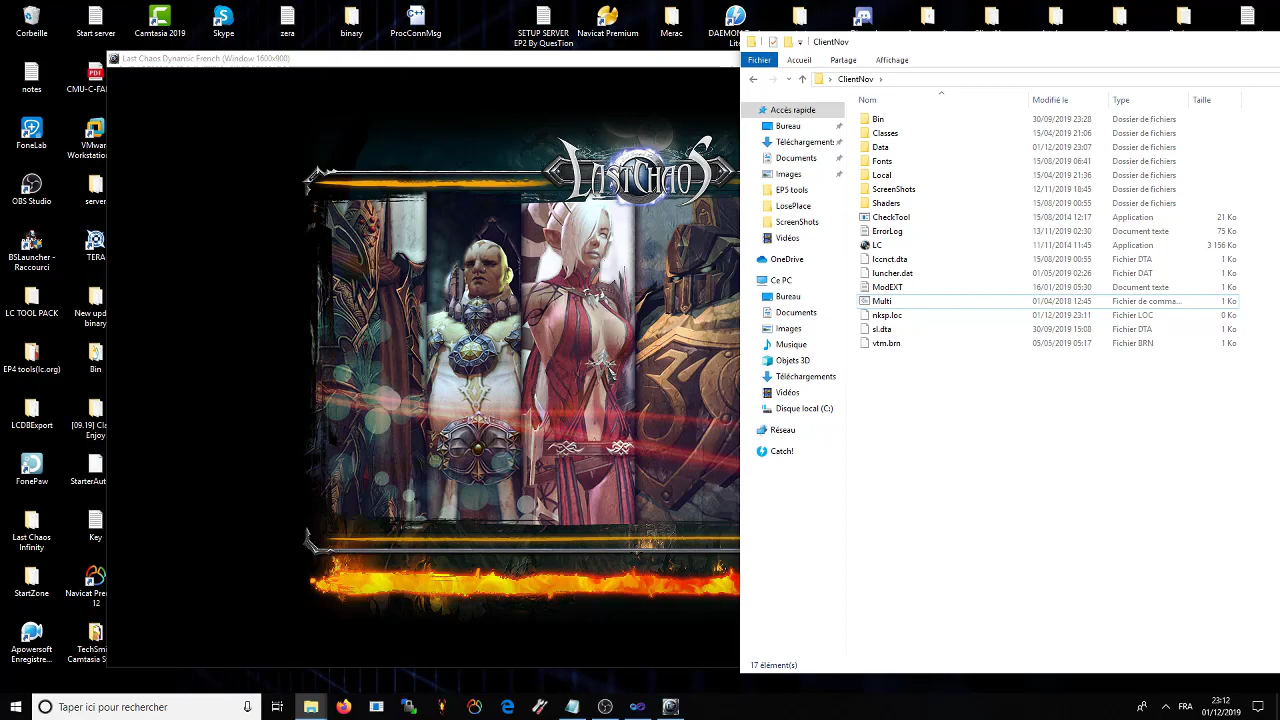 Corbeille
Start server
Camtasia 2019
Skype
zera
binary
ProcConnMgr
SETUP SERVER
EP2 By QuesTion
Navicat Premium
Merac
DAEMON
Lite
notes
CMU-C-FA
FoneLab
VMware
Workstation
OBS Studio
server
BSLauncher -
Raccourci
TERA
LC TOOL PACK
New upd
binary
EP4 tools(lc.org)
Bin
LCDBExport
[09.19] Cla
Enjoy
FonePaw
StarterAut
Last Chaos
Infinity
Key
StartZone
Navicat Pre
12
Apowersoft
Enregistre...
TechSmi
Camtasia S
Last Chaos Dynamic French (Window 1600x900)
LASTCHAOS
ClientNov
Fichier
Accueil
Partage
Affichage
ClientNov
Nom
Modifié le
Type
Taille
Accès rapide
Bureau
Téléchargements
Documents
Images
EP5 tools
LosePlace
ScreenShots
Vidéos
OneDrive
Ce PC
Bureau
Documents
Images
Musique
Objets 3D
Téléchargements
Vidéos
Disque local (C:)
Réseau
Catch!
Bin 30/09/2019 23:28 Dossier de fichiers
Classes 15/04/2019 21:06 Dossier de fichiers
Data 01/12/2019 23:07 Dossier de fichiers
Fonts 15/08/2019 06:41 Dossier de fichiers
Local 01/12/2019 23:11 Dossier de fichiers
ScreenShots 12/11/2019 18:45 Dossier de fichiers
Shaders 15/08/2019 00:55 Dossier de fichiers
CheckTool 15/08/2014 12:17 Application 21 Ko
ErrorLog 13/11/2019 02:30 Document texte 75 Ko
LC 11/11/2014 11:45 Application 3 156 Ko
lccnct.dta 15/08/2019 00:55 Fichier DTA 1 Ko
luncher.dat 01/05/2019 02:26 Fichier DAT 1 Ko
ModEXT 16/01/2019 05:30 Document texte 1 Ko
Multi 01/04/2018 12:45 Fichier de comma... 1 Ko
nksp.loc 01/12/2019 23:11 Fichier LOC 0 Ko
sl.dta 30/09/2019 15:08 Fichier DTA 1 Ko
vtm.brn 05/05/2019 05:17 Fichier BRN 1 Ko
17 élément(s)
Taper ici pour rechercher
FRA
23:12
01/12/2019